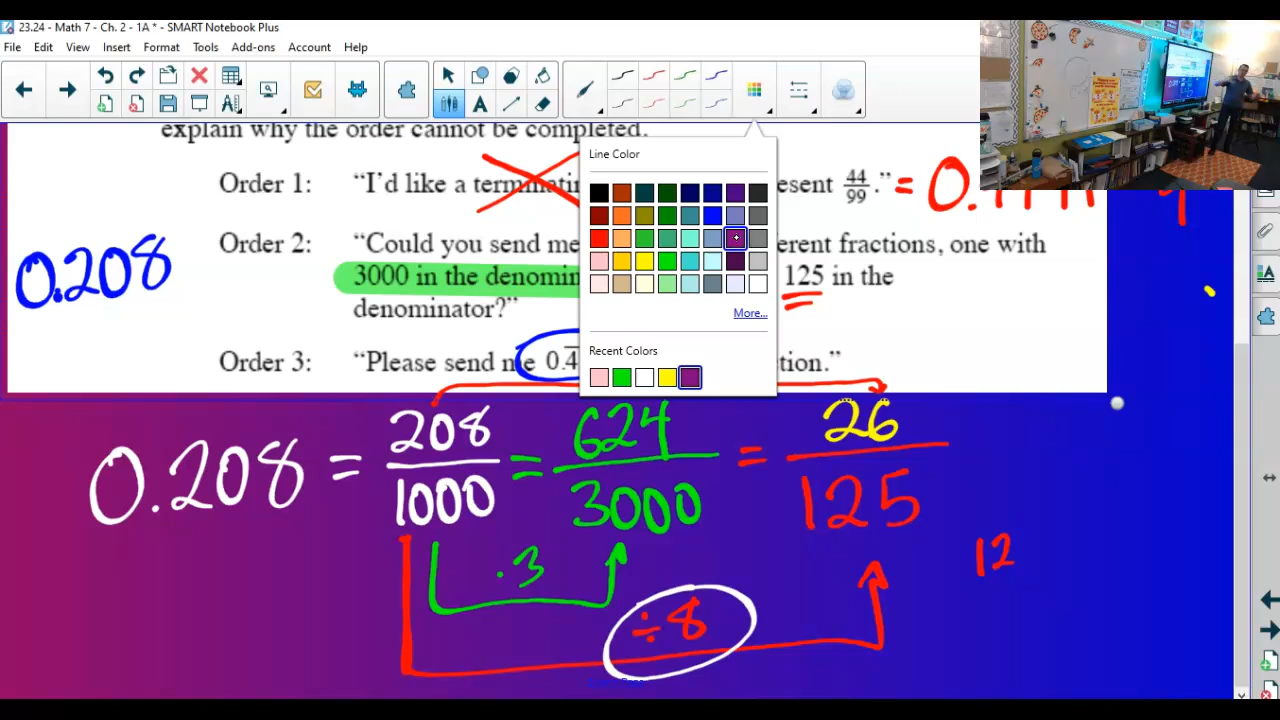 23.24 - Math 7 - Ch. 2 - 1A * - SMART Notebook Plus
File Edit View Insert Format Tools Add-ons Account Help
explain why the order cannot be completed.
Line Color
Order 1: “I’d like a sent 44/99.” = 0.
Order 2: “Could you send me erent fractions, one with
0.208
3000 in the 125 in the
denominator?”
More...
Recent Colors
Order 3: “Please send me 0.4 tion.”
0.208 = 208/1000 = 624/3000 = 26/125
12
·3
÷8